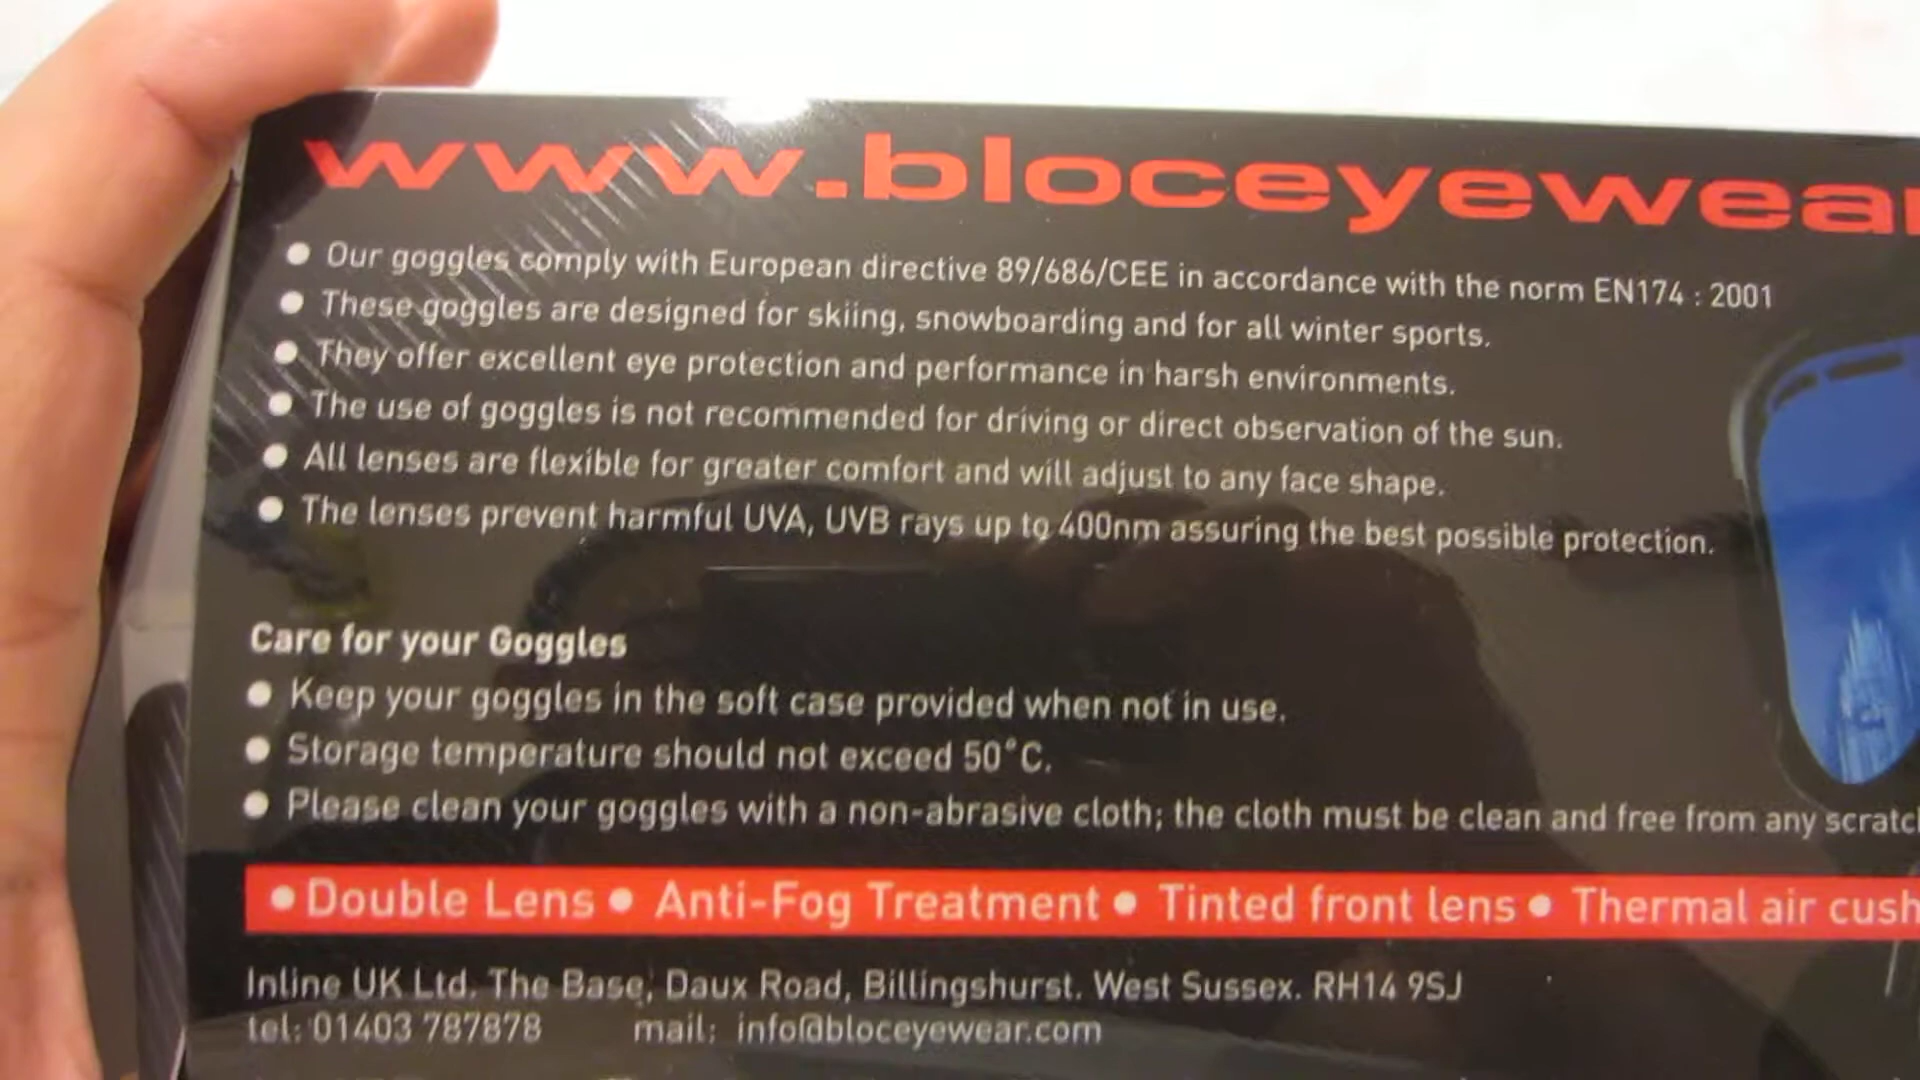 www.bloceyewear
● Our goggles comply with European directive 89/686/CEE in accordance with the norm EN174 : 2001
● These goggles are designed for skiing, snowboarding and for all winter sports.
● They offer excellent eye protection and performance in harsh environments.
● The use of goggles is not recommended for driving or direct observation of the sun.
● All lenses are flexible for greater comfort and will adjust to any face shape.
● The lenses prevent harmful UVA, UVB rays up to 400nm assuring the best possible protection.
Care for your Goggles
● Keep your goggles in the soft case provided when not in use.
● Storage temperature should not exceed 50°C.
● Please clean your goggles with a non-abrasive cloth; the cloth must be clean and free from any
● Double Lens ● Anti-Fog Treatment ● Tinted front lens ● Thermal air
Inline UK Ltd. The Base, Daux Road, Billingshurst. West Sussex. RH14 9SJ
tel: 01403 787878 mail: info@bloceyewear.com